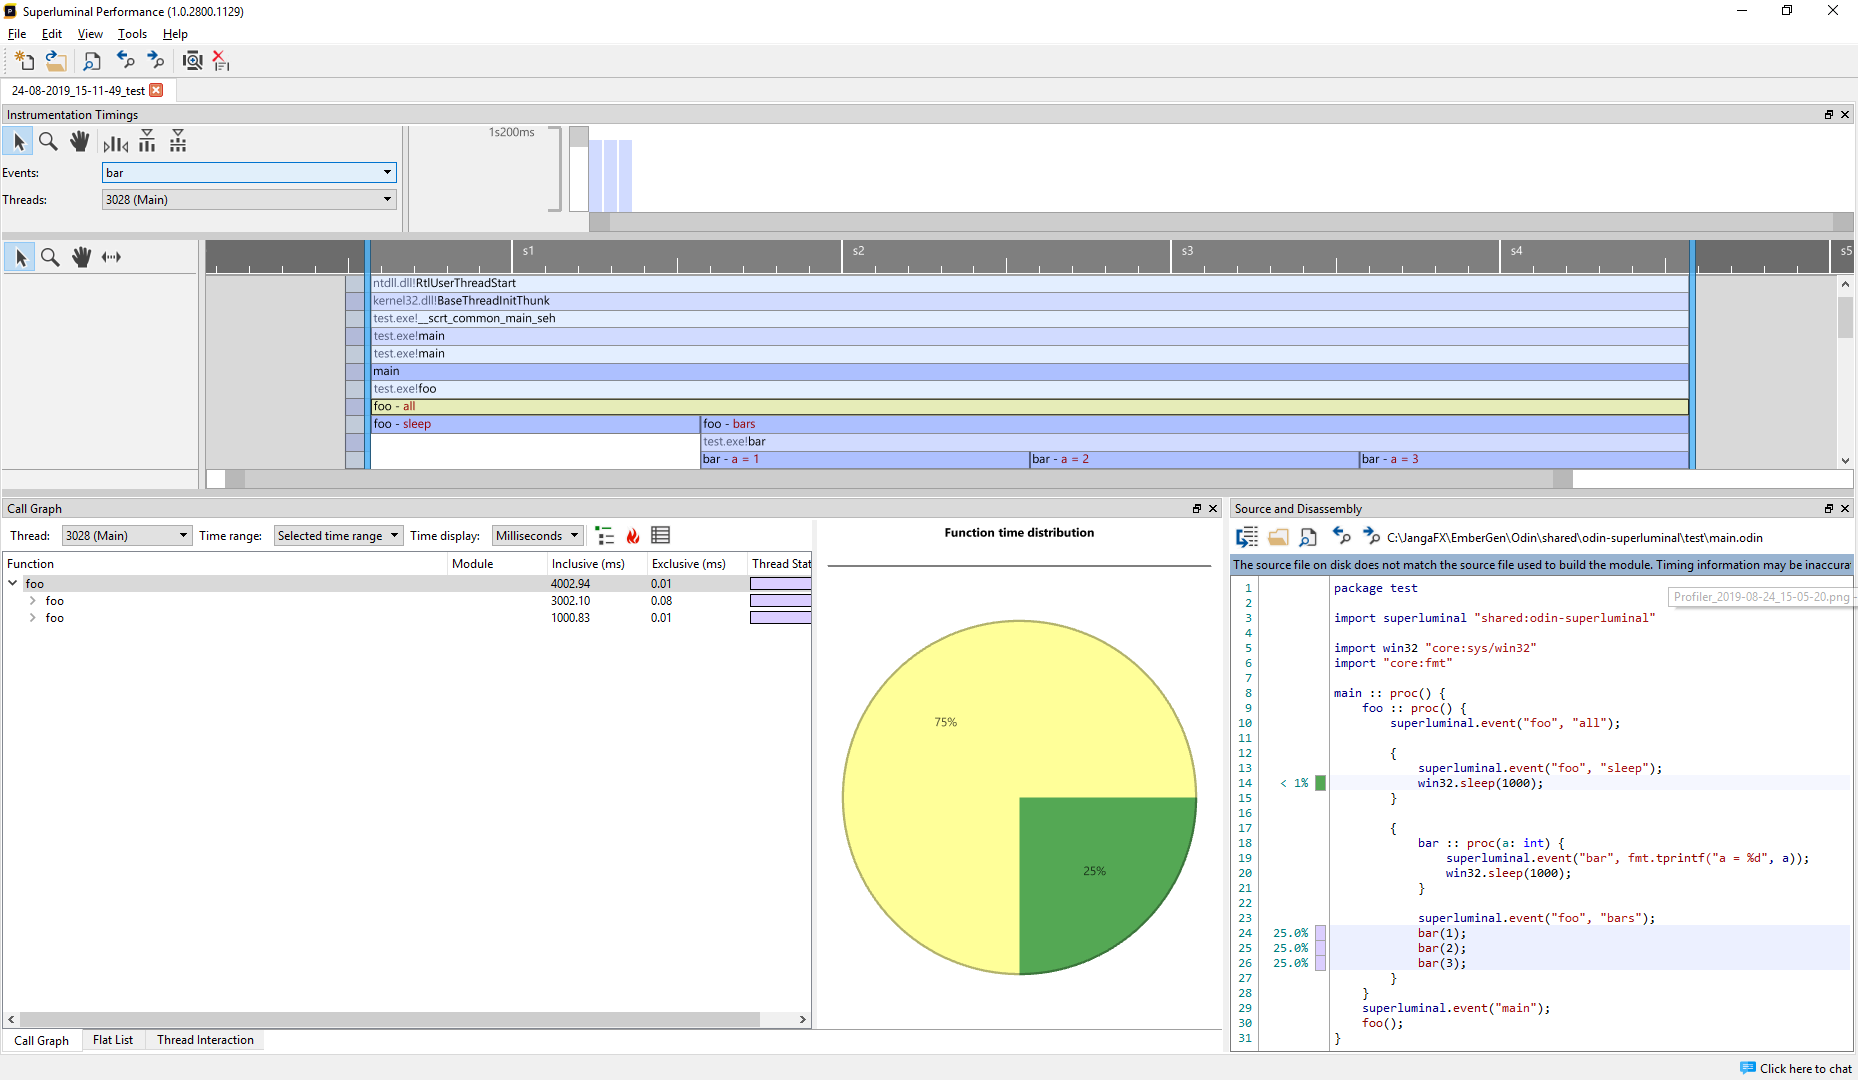 Superluminal Performance (1.0.2800.1129)
File Edit View Tools Help
24-08-2019_15-11-49_test
Instrumentation Timings
1s200ms
Events: bar
Threads: 3028 (Main)
s1 s2 s3 s4 s5
ntdll.dll!RtlUserThreadStart
kernel32.dll!BaseThreadInitThunk
test.exe!__scrt_common_main_seh
test.exe!main
test.exe!main
main
test.exe!foo
foo - all
foo - sleep foo - bars
test.exe!bar
bar - a = 1 bar - a = 2 bar - a = 3
Call Graph
Thread: 3028 (Main) Time range: Selected time range Time display: Milliseconds
Function Module Inclusive (ms) Exclusive (ms) Thread Stat
foo 4002.94 0.01
foo 3002.10 0.08
foo 1000.83 0.01
Call Graph Flat List Thread Interaction
Function time distribution
75%
25%
Source and Disassembly
C:\JangaFX\EmberGen\Odin\shared\odin-superluminal\test\main.odin
The source file on disk does not match the source file used to build the module. Timing information may be inaccura
Profiler_2019-08-24_15-05-20.png -
1 package test
2
3 import superluminal "shared:odin-superluminal"
4
5 import win32 "core:sys/win32"
6 import "core:fmt"
7
8 main :: proc() {
9 foo :: proc() {
10 superluminal.event("foo", "all");
11
12 {
13 superluminal.event("foo", "sleep");
14 < 1% win32.sleep(1000);
15 }
16
17 {
18 bar :: proc(a: int) {
19 superluminal.event("bar", fmt.tprintf("a = %d", a));
20 win32.sleep(1000);
21 }
22
23 superluminal.event("foo", "bars");
24 25.0% bar(1);
25 25.0% bar(2);
26 25.0% bar(3);
27 }
28 }
29 superluminal.event("main");
30 foo();
31 }
Click here to chat